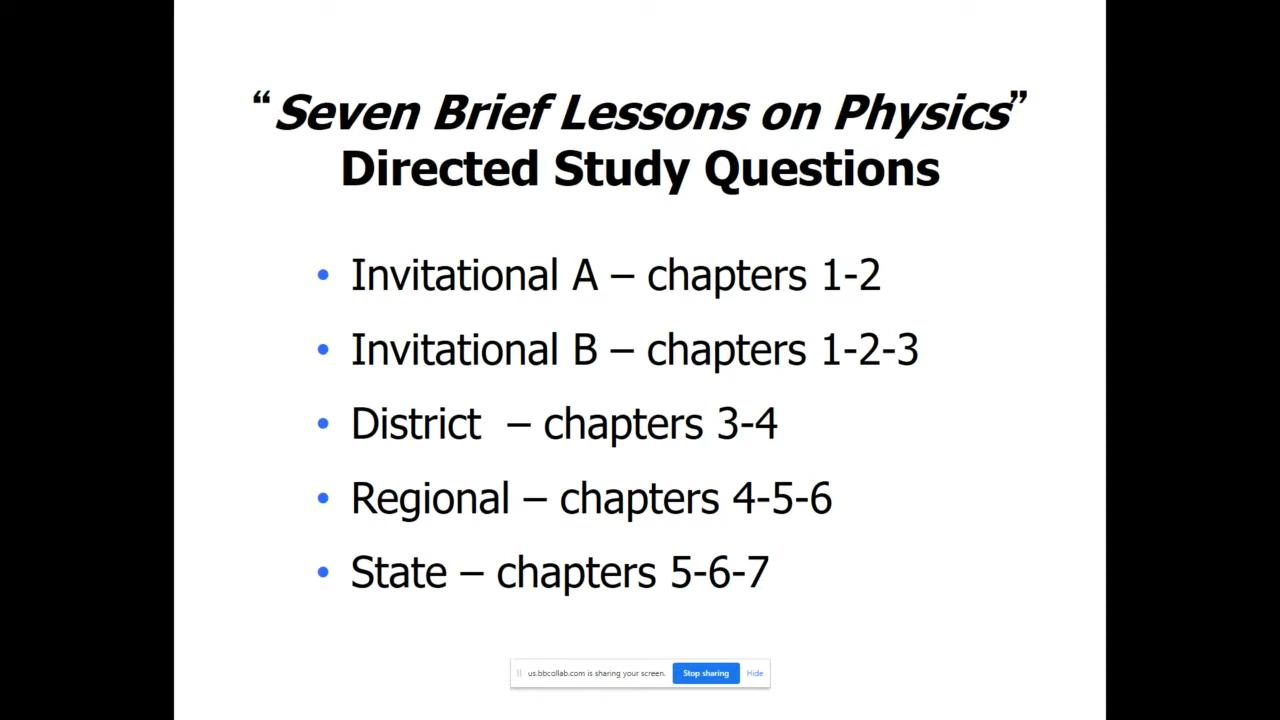 “Seven Brief Lessons on Physics”
Directed Study Questions
• Invitational A – chapters 1-2
• Invitational B – chapters 1-2-3
• District – chapters 3-4
• Regional – chapters 4-5-6
• State – chapters 5-6-7
us.bbcollab.com is sharing your screen. Stop sharing Hide